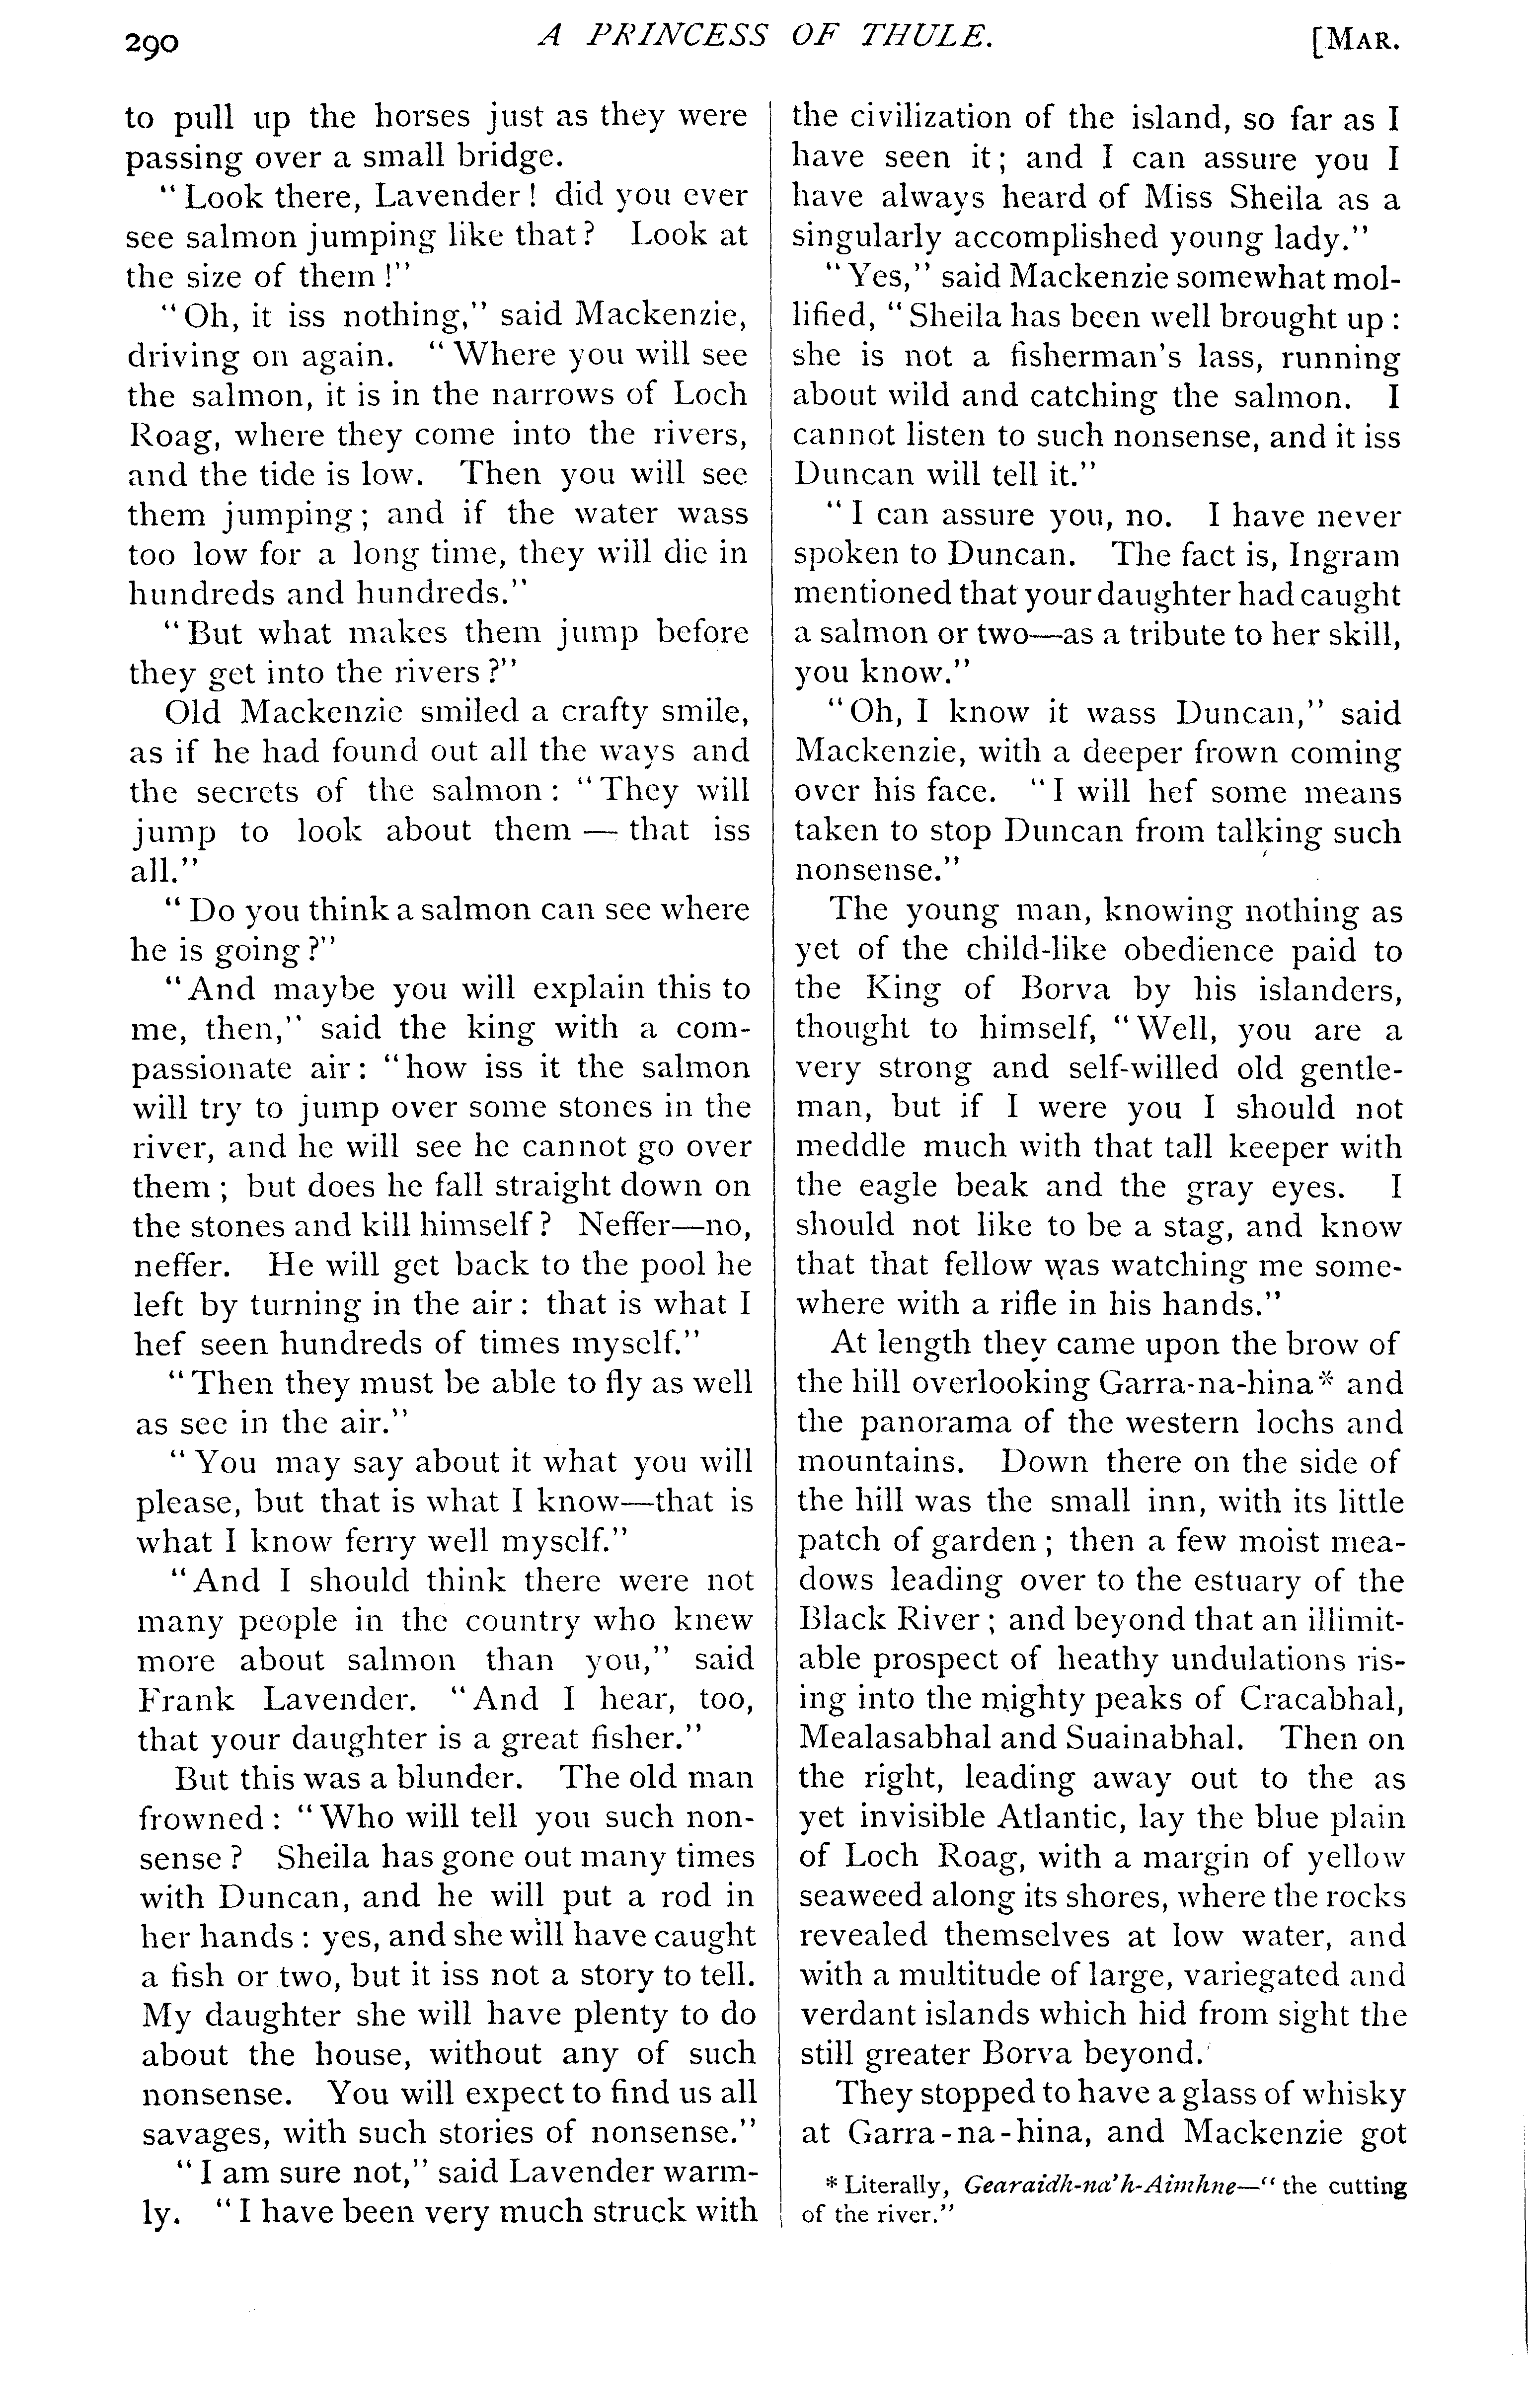 290
A PRINCESS OF THULE.
[MAR.
to pull up the horses just as they were
passing over a small bridge.
"Look there, Lavender! did you ever
see salmon jumping like that? Look at
the size of them!"
"Oh, it iss nothing," said Mackenzie,
driving on again. "Where you will see
the salmon, it is in the narrows of Loch
Roag, where they come into the rivers,
and the tide is low. Then you will see
them jumping; and if the water wass
too low for a long time, they will die in
hundreds and hundreds."
"But what makes them jump before
they get into the rivers?"
Old Mackenzie smiled a crafty smile,
as if he had found out all the ways and
the secrets of the salmon: "They will
jump to look about them — that iss
all."
"Do you think a salmon can see where
he is going?"
"And maybe you will explain this to
me, then," said the king with a com-
passionate air: "how iss it the salmon
will try to jump over some stones in the
river, and he will see he cannot go over
them; but does he fall straight down on
the stones and kill himself? Neffer—no,
neffer. He will get back to the pool he
left by turning in the air: that is what I
hef seen hundreds of times myself."
"Then they must be able to fly as well
as see in the air."
"You may say about it what you will
please, but that is what I know—that is
what I know ferry well myself."
"And I should think there were not
many people in the country who knew
more about salmon than you," said
Frank Lavender. "And I hear, too,
that your daughter is a great fisher."
But this was a blunder. The old man
frowned: "Who will tell you such non-
sense? Sheila has gone out many times
with Duncan, and he will put a rod in
her hands: yes, and she will have caught
a fish or two, but it iss not a story to tell.
My daughter she will have plenty to do
about the house, without any of such
nonsense. You will expect to find us all
savages, with such stories of nonsense."
"I am sure not," said Lavender warm-
ly. "I have been very much struck with
the civilization of the island, so far as I
have seen it; and I can assure you I
have always heard of Miss Sheila as a
singularly accomplished young lady."
"Yes," said Mackenzie somewhat mol-
lified, "Sheila has been well brought up:
she is not a fisherman's lass, running
about wild and catching the salmon. I
cannot listen to such nonsense, and it iss
Duncan will tell it."
"I can assure you, no. I have never
spoken to Duncan. The fact is, Ingram
mentioned that your daughter had caught
a salmon or two—as a tribute to her skill,
you know."
"Oh, I know it wass Duncan," said
Mackenzie, with a deeper frown coming
over his face. "I will hef some means
taken to stop Duncan from talking such
nonsense."
The young man, knowing nothing as
yet of the child-like obedience paid to
the King of Borva by his islanders,
thought to himself, "Well, you are a
very strong and self-willed old gentle-
man, but if I were you I should not
meddle much with that tall keeper with
the eagle beak and the gray eyes. I
should not like to be a stag, and know
that that fellow was watching me some-
where with a rifle in his hands."
At length they came upon the brow of
the hill overlooking Garra-na-hina* and
the panorama of the western lochs and
mountains. Down there on the side of
the hill was the small inn, with its little
patch of garden; then a few moist mea-
dows leading over to the estuary of the
Black River; and beyond that an illimit-
able prospect of heathy undulations ris-
ing into the mighty peaks of Cracabhal,
Mealasabhal and Suainabhal. Then on
the right, leading away out to the as
yet invisible Atlantic, lay the blue plain
of Loch Roag, with a margin of yellow
seaweed along its shores, where the rocks
revealed themselves at low water, and
with a multitude of large, variegated and
verdant islands which hid from sight the
still greater Borva beyond.
They stopped to have a glass of whisky
at Garra-na-hina, and Mackenzie got
* Literally, Gearaidh-na'h-Aimhne—"the cutting
of the river."